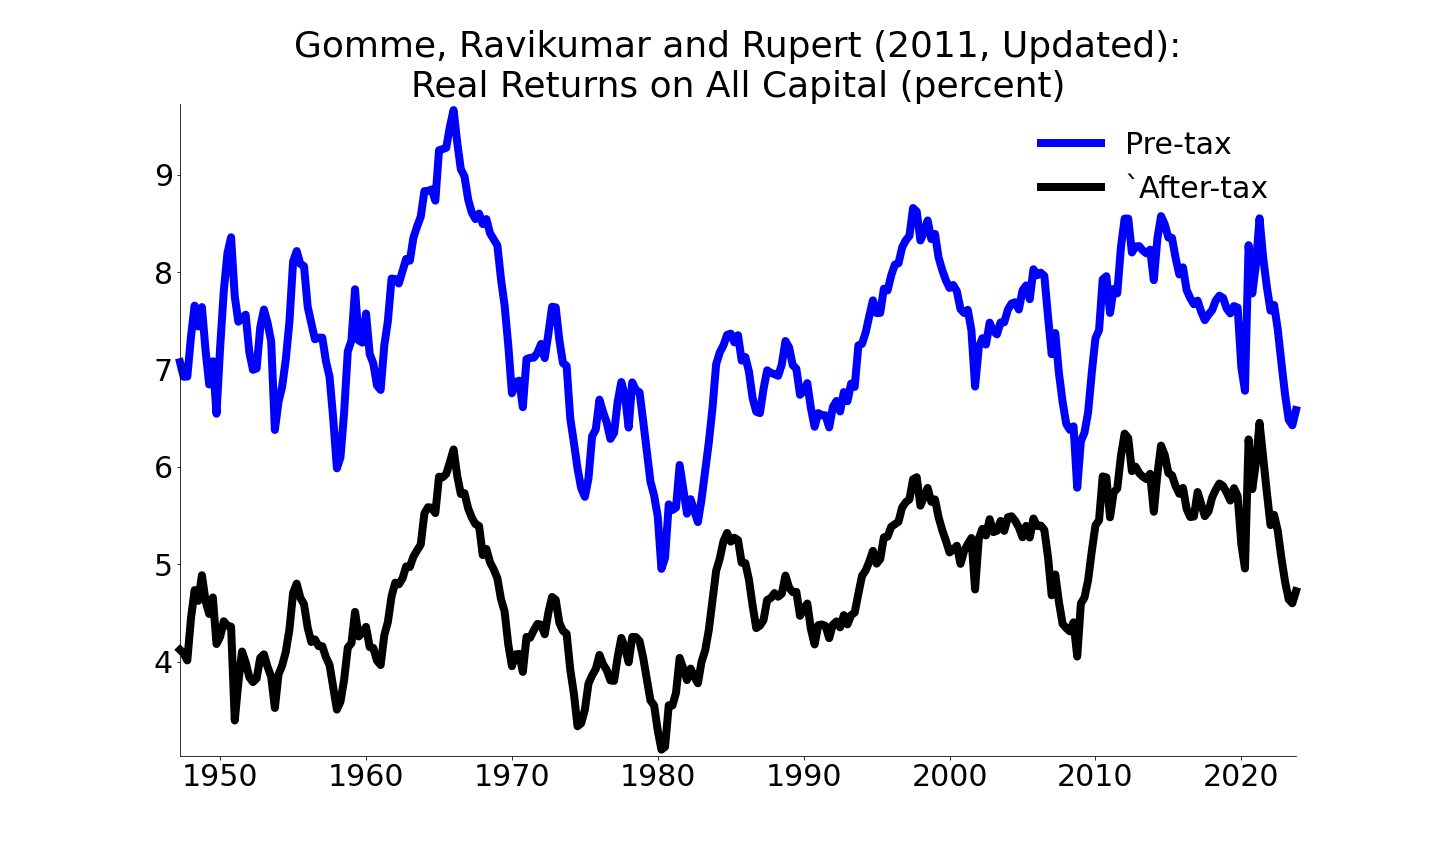 Gomme, Ravikumar and Rupert (2011, Updated):
Real Returns on All Capital (percent)
Pre-tax
`After-tax
9
8
7
6
5
4
1950 1960 1970 1980 1990 2000 2010 2020